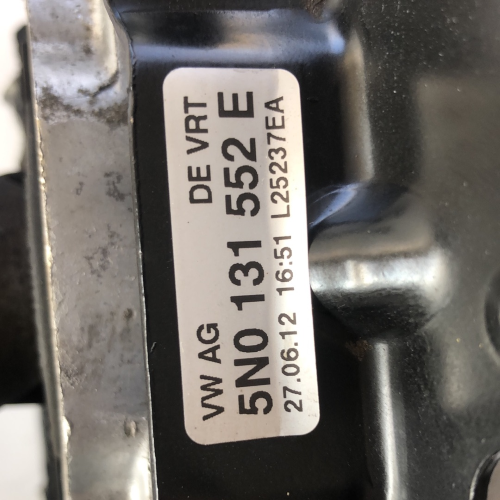 VW AG DE VRT
5N0 131 552 E
27.06.12 16:51 L25237EA